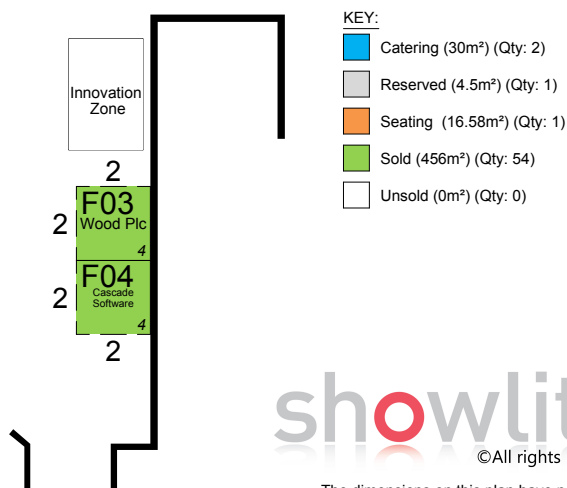 KEY:
Catering (30m²) (Qty: 2)
Reserved (4.5m²) (Qty: 1)
Seating (16.58m²) (Qty: 1)
Sold (456m²) (Qty: 54)
Unsold (0m²) (Qty: 0)
Innovation
Zone
2
F03
2
Wood Plc
4
F04
Cascade
Software
2
4
2
showlit
©All rights